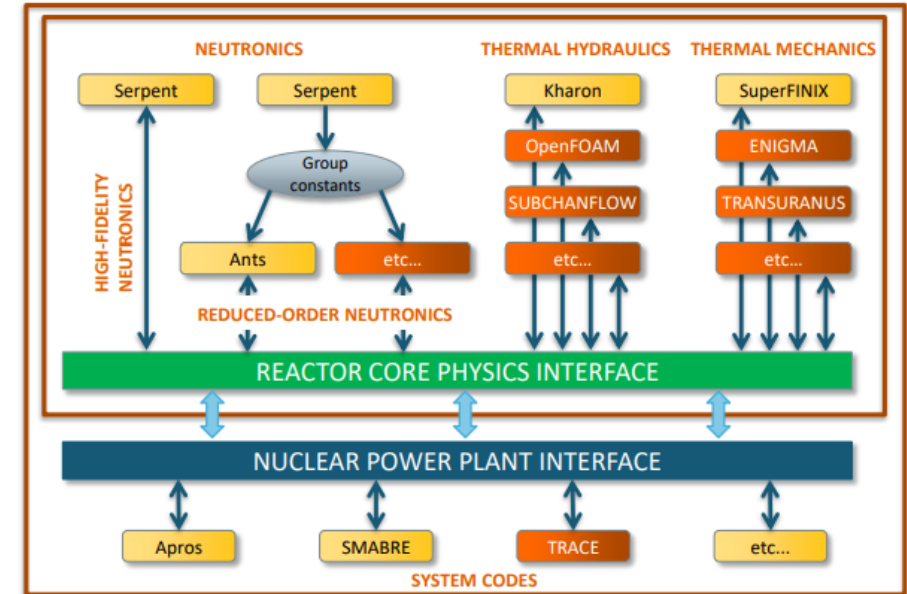 NEUTRONICS
THERMAL HYDRAULICS
THERMAL MECHANICS
Serpent
Serpent
Kharon
SuperFINIX
Group
constants
OpenFOAM
ENIGMA
SUBCHANFLOW
TRANSURANUS
HIGH-FIDELITY
NEUTRONICS
Ants
etc...
etc...
etc...
REDUCED-ORDER NEUTRONICS
REACTOR CORE PHYSICS INTERFACE
NUCLEAR POWER PLANT INTERFACE
Apros
SMABRE
TRACE
etc...
SYSTEM CODES